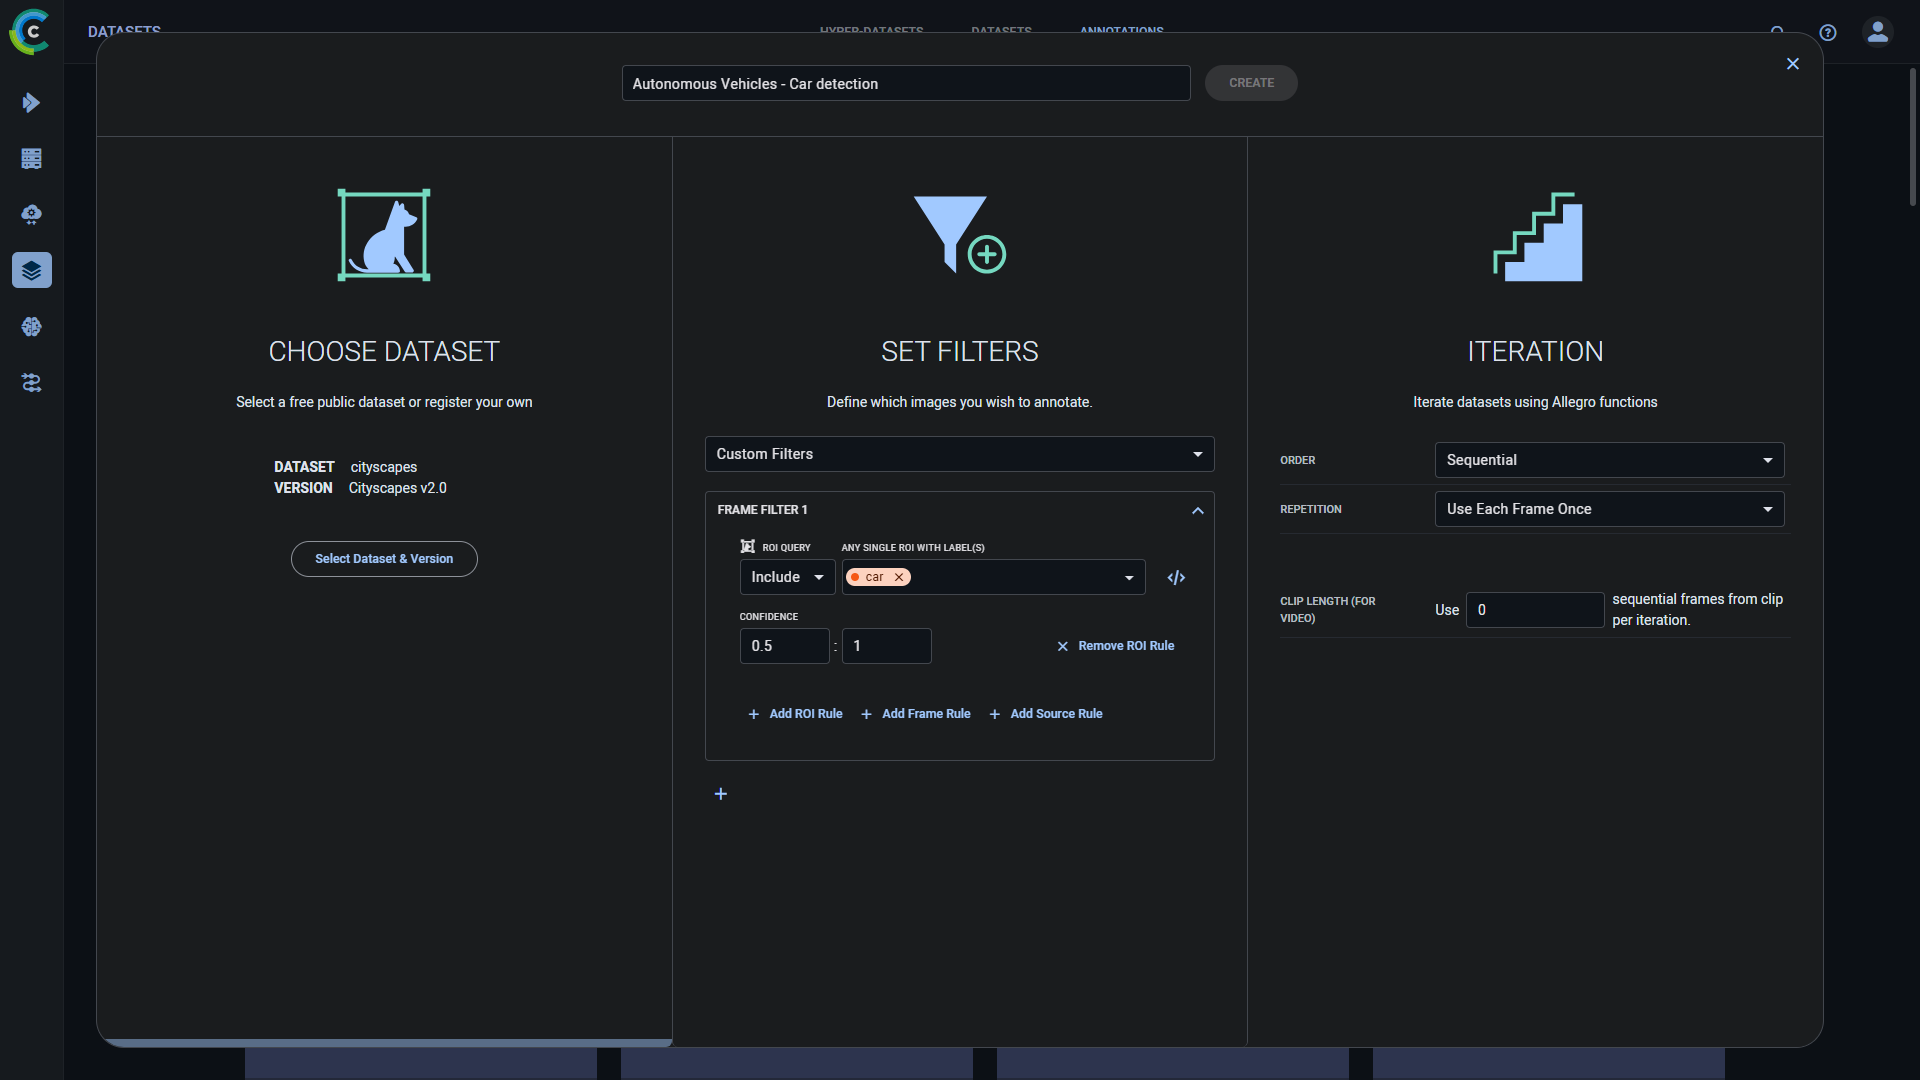 DATASETS
HYPER-DATASETS DATASETS ANNOTATIONS
Autonomous Vehicles - Car detection
CREATE
CHOOSE DATASET
Select a free public dataset or register your own
DATASET cityscapes
VERSION Cityscapes v2.0
Select Dataset & Version
SET FILTERS
Define which images you wish to annotate.
Custom Filters
FRAME FILTER 1
ROI QUERY ANY SINGLE ROI WITH LABEL(S)
Include car
CONFIDENCE
0.5 : 1 Remove ROI Rule
Add ROI Rule Add Frame Rule Add Source Rule
ITERATION
Iterate datasets using Allegro functions
ORDER Sequential
REPETITION Use Each Frame Once
CLIP LENGTH (FOR
VIDEO)
Use 0
sequential frames from clip
per iteration.